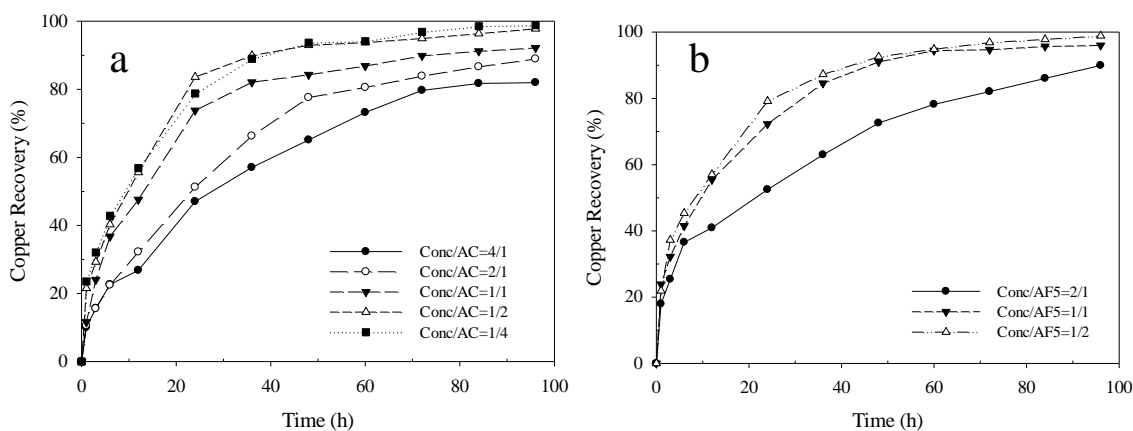 a
Copper Recovery (%)
100
80
60
40
20
0
Conc/AC=4/1
Conc/AC=2/1
Conc/AC=1/1
Conc/AC=1/2
Conc/AC=1/4
0 20 40 60 80 100
Time (h)
b
Copper Recovery (%)
100
80
60
40
20
0
Conc/AF5=2/1
Conc/AF5=1/1
Conc/AF5=1/2
0 20 40 60 80 100
Time (h)